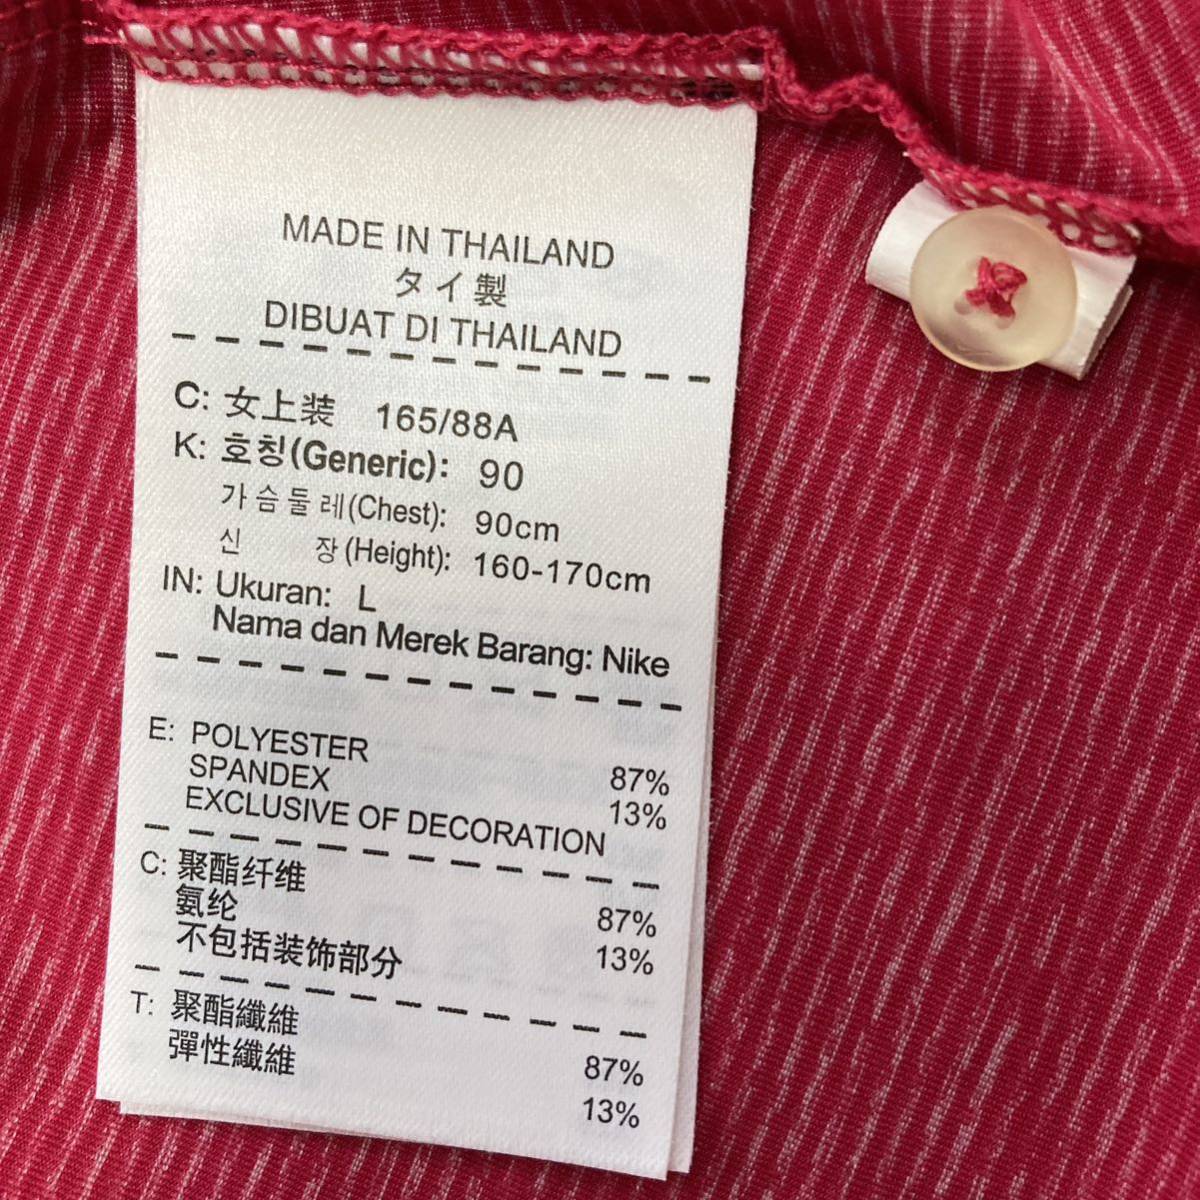 MADE IN THAILAND
タイ製
DIBUAT DI THAILAND
C: 女上装 165/88A
K: 호칭(Generic): 90
가슴둘레(Chest): 90cm
신 장(Height): 160-170cm
IN: Ukuran: L
Nama dan Merek Barang: Nike
E: POLYESTER 87%
SPANDEX 13%
EXCLUSIVE OF DECORATION
C: 聚酯纤维 87%
氨纶 13%
不包括装饰部分
T: 聚酯纖維 87%
彈性纖維 13%